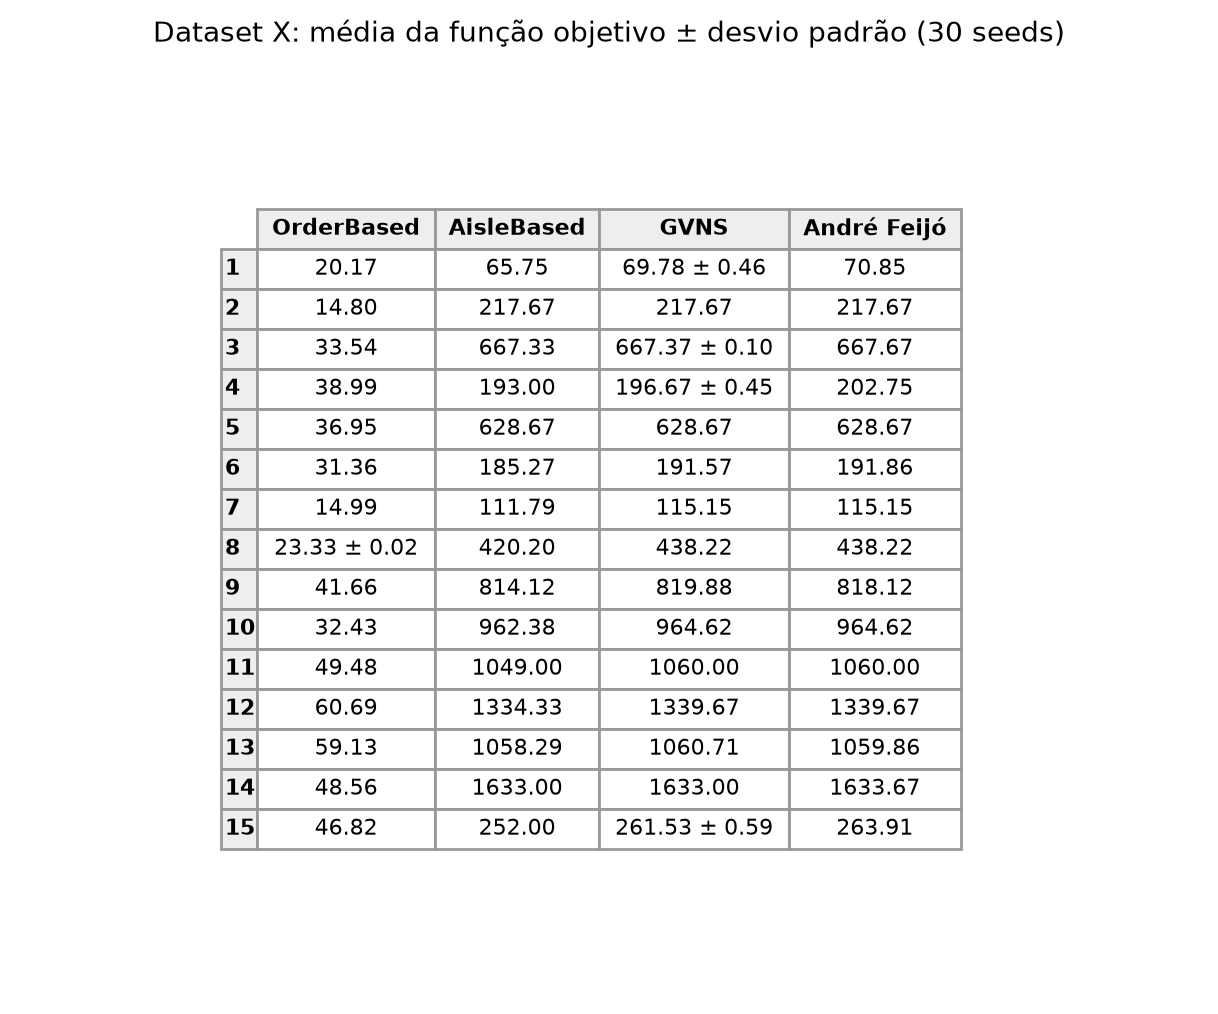 Dataset X: média da função objetivo ± desvio padrão (30 seeds)
OrderBased AisleBased GVNS André Feijó
1 20.17 65.75 69.78 ± 0.46 70.85
2 14.80 217.67 217.67 217.67
3 33.54 667.33 667.37 ± 0.10 667.67
4 38.99 193.00 196.67 ± 0.45 202.75
5 36.95 628.67 628.67 628.67
6 31.36 185.27 191.57 191.86
7 14.99 111.79 115.15 115.15
8 23.33 ± 0.02 420.20 438.22 438.22
9 41.66 814.12 819.88 818.12
10 32.43 962.38 964.62 964.62
11 49.48 1049.00 1060.00 1060.00
12 60.69 1334.33 1339.67 1339.67
13 59.13 1058.29 1060.71 1059.86
14 48.56 1633.00 1633.00 1633.67
15 46.82 252.00 261.53 ± 0.59 263.91